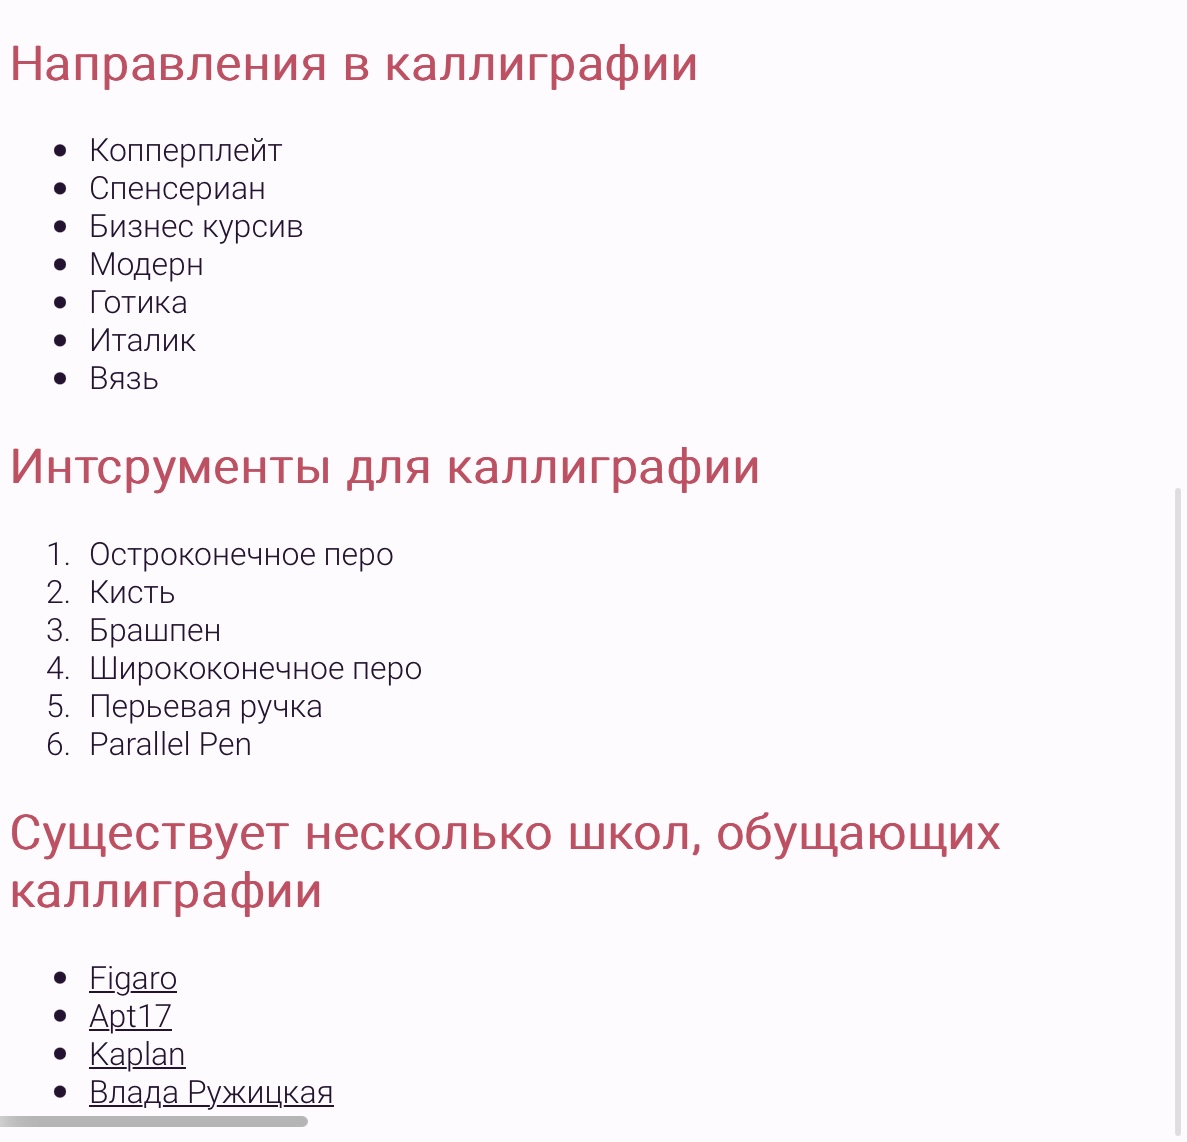 Направления в каллиграфии
• Копперплейт
• Спенсериан
• Бизнес курсив
• Модерн
• Готика
• Италик
• Вязь
Интсрументы для каллиграфии
1. Остроконечное перо
2. Кисть
3. Брашпен
4. Ширококонечное перо
5. Перьевая ручка
6. Parallel Pen
Существует несколько школ, обущающих
каллиграфии
• Figaro
• Apt17
• Kaplan
• Влада Ружицкая